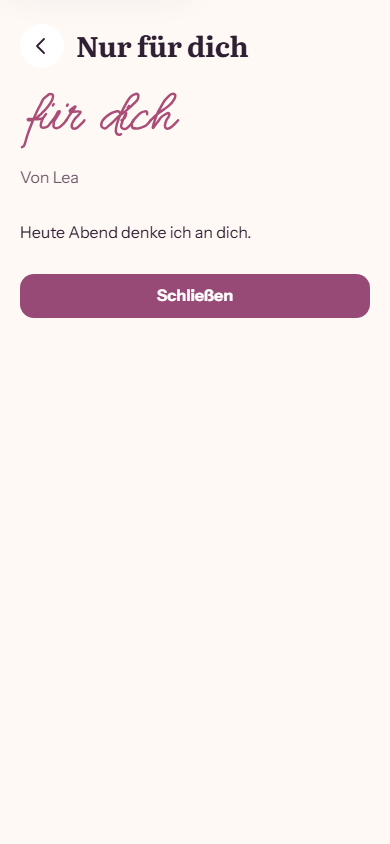 Nur für dich
für dich
Von Lea
Heute Abend denke ich an dich.
Schließen